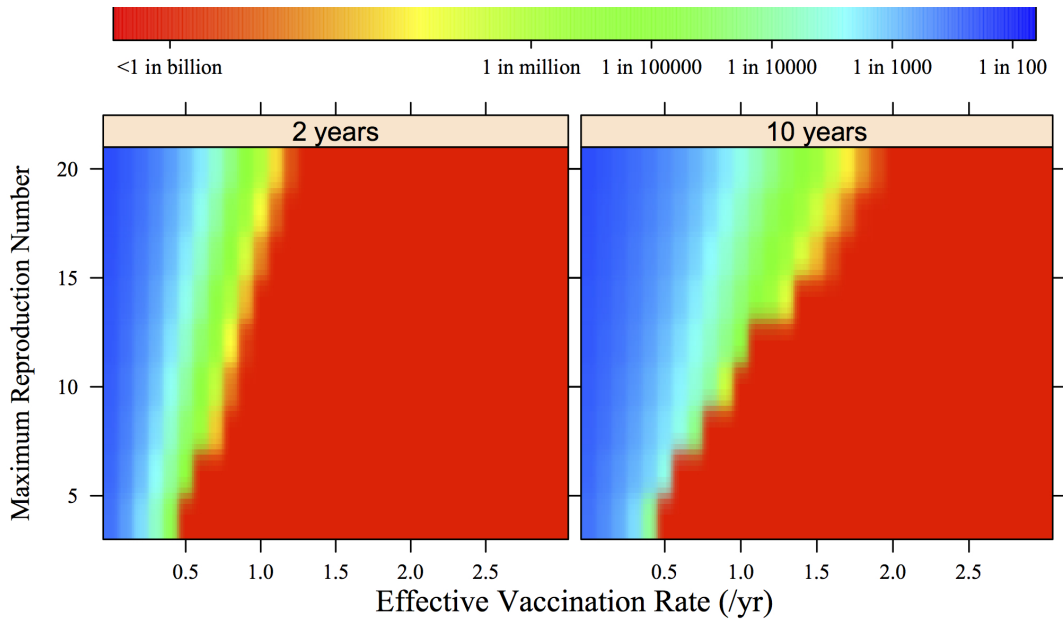 <1 in billion 1 in million 1 in 100000 1 in 10000 1 in 1000 1 in 100
2 years 10 years
Maximum Reproduction Number
20
15
10
5
0.5 1.0 1.5 2.0 2.5 0.5 1.0 1.5 2.0 2.5
Effective Vaccination Rate (/yr)